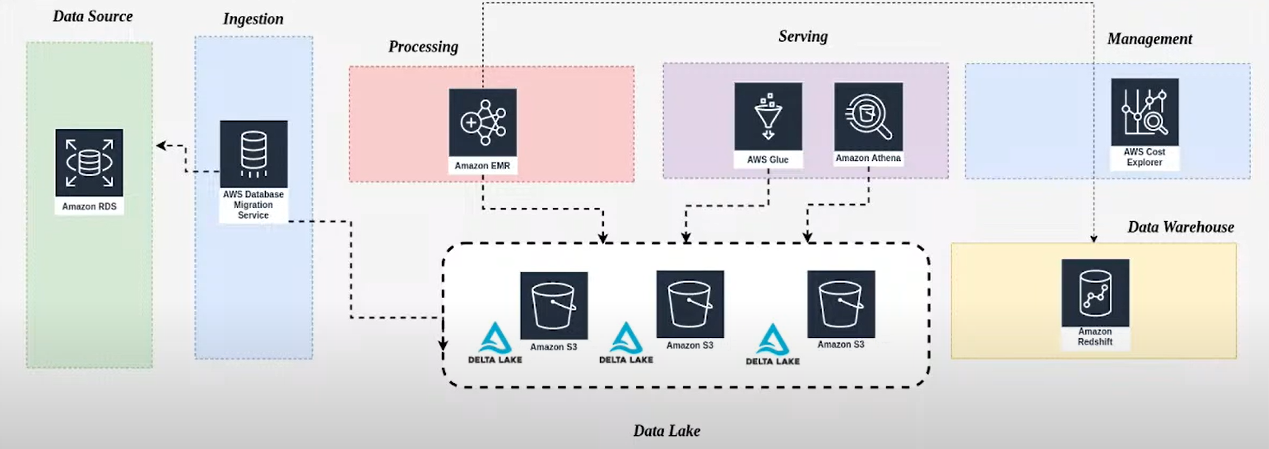 Data Source
Ingestion
Processing
Serving
Management
Amazon RDS
AWS Database
Migration
Service
Amazon EMR
AWS Glue
Amazon Athena
AWS Cost
Explorer
Data Warehouse
Amazon
Redshift
DELTA LAKE
Amazon S3
DELTA LAKE
Amazon S3
DELTA LAKE
Amazon S3
Data Lake